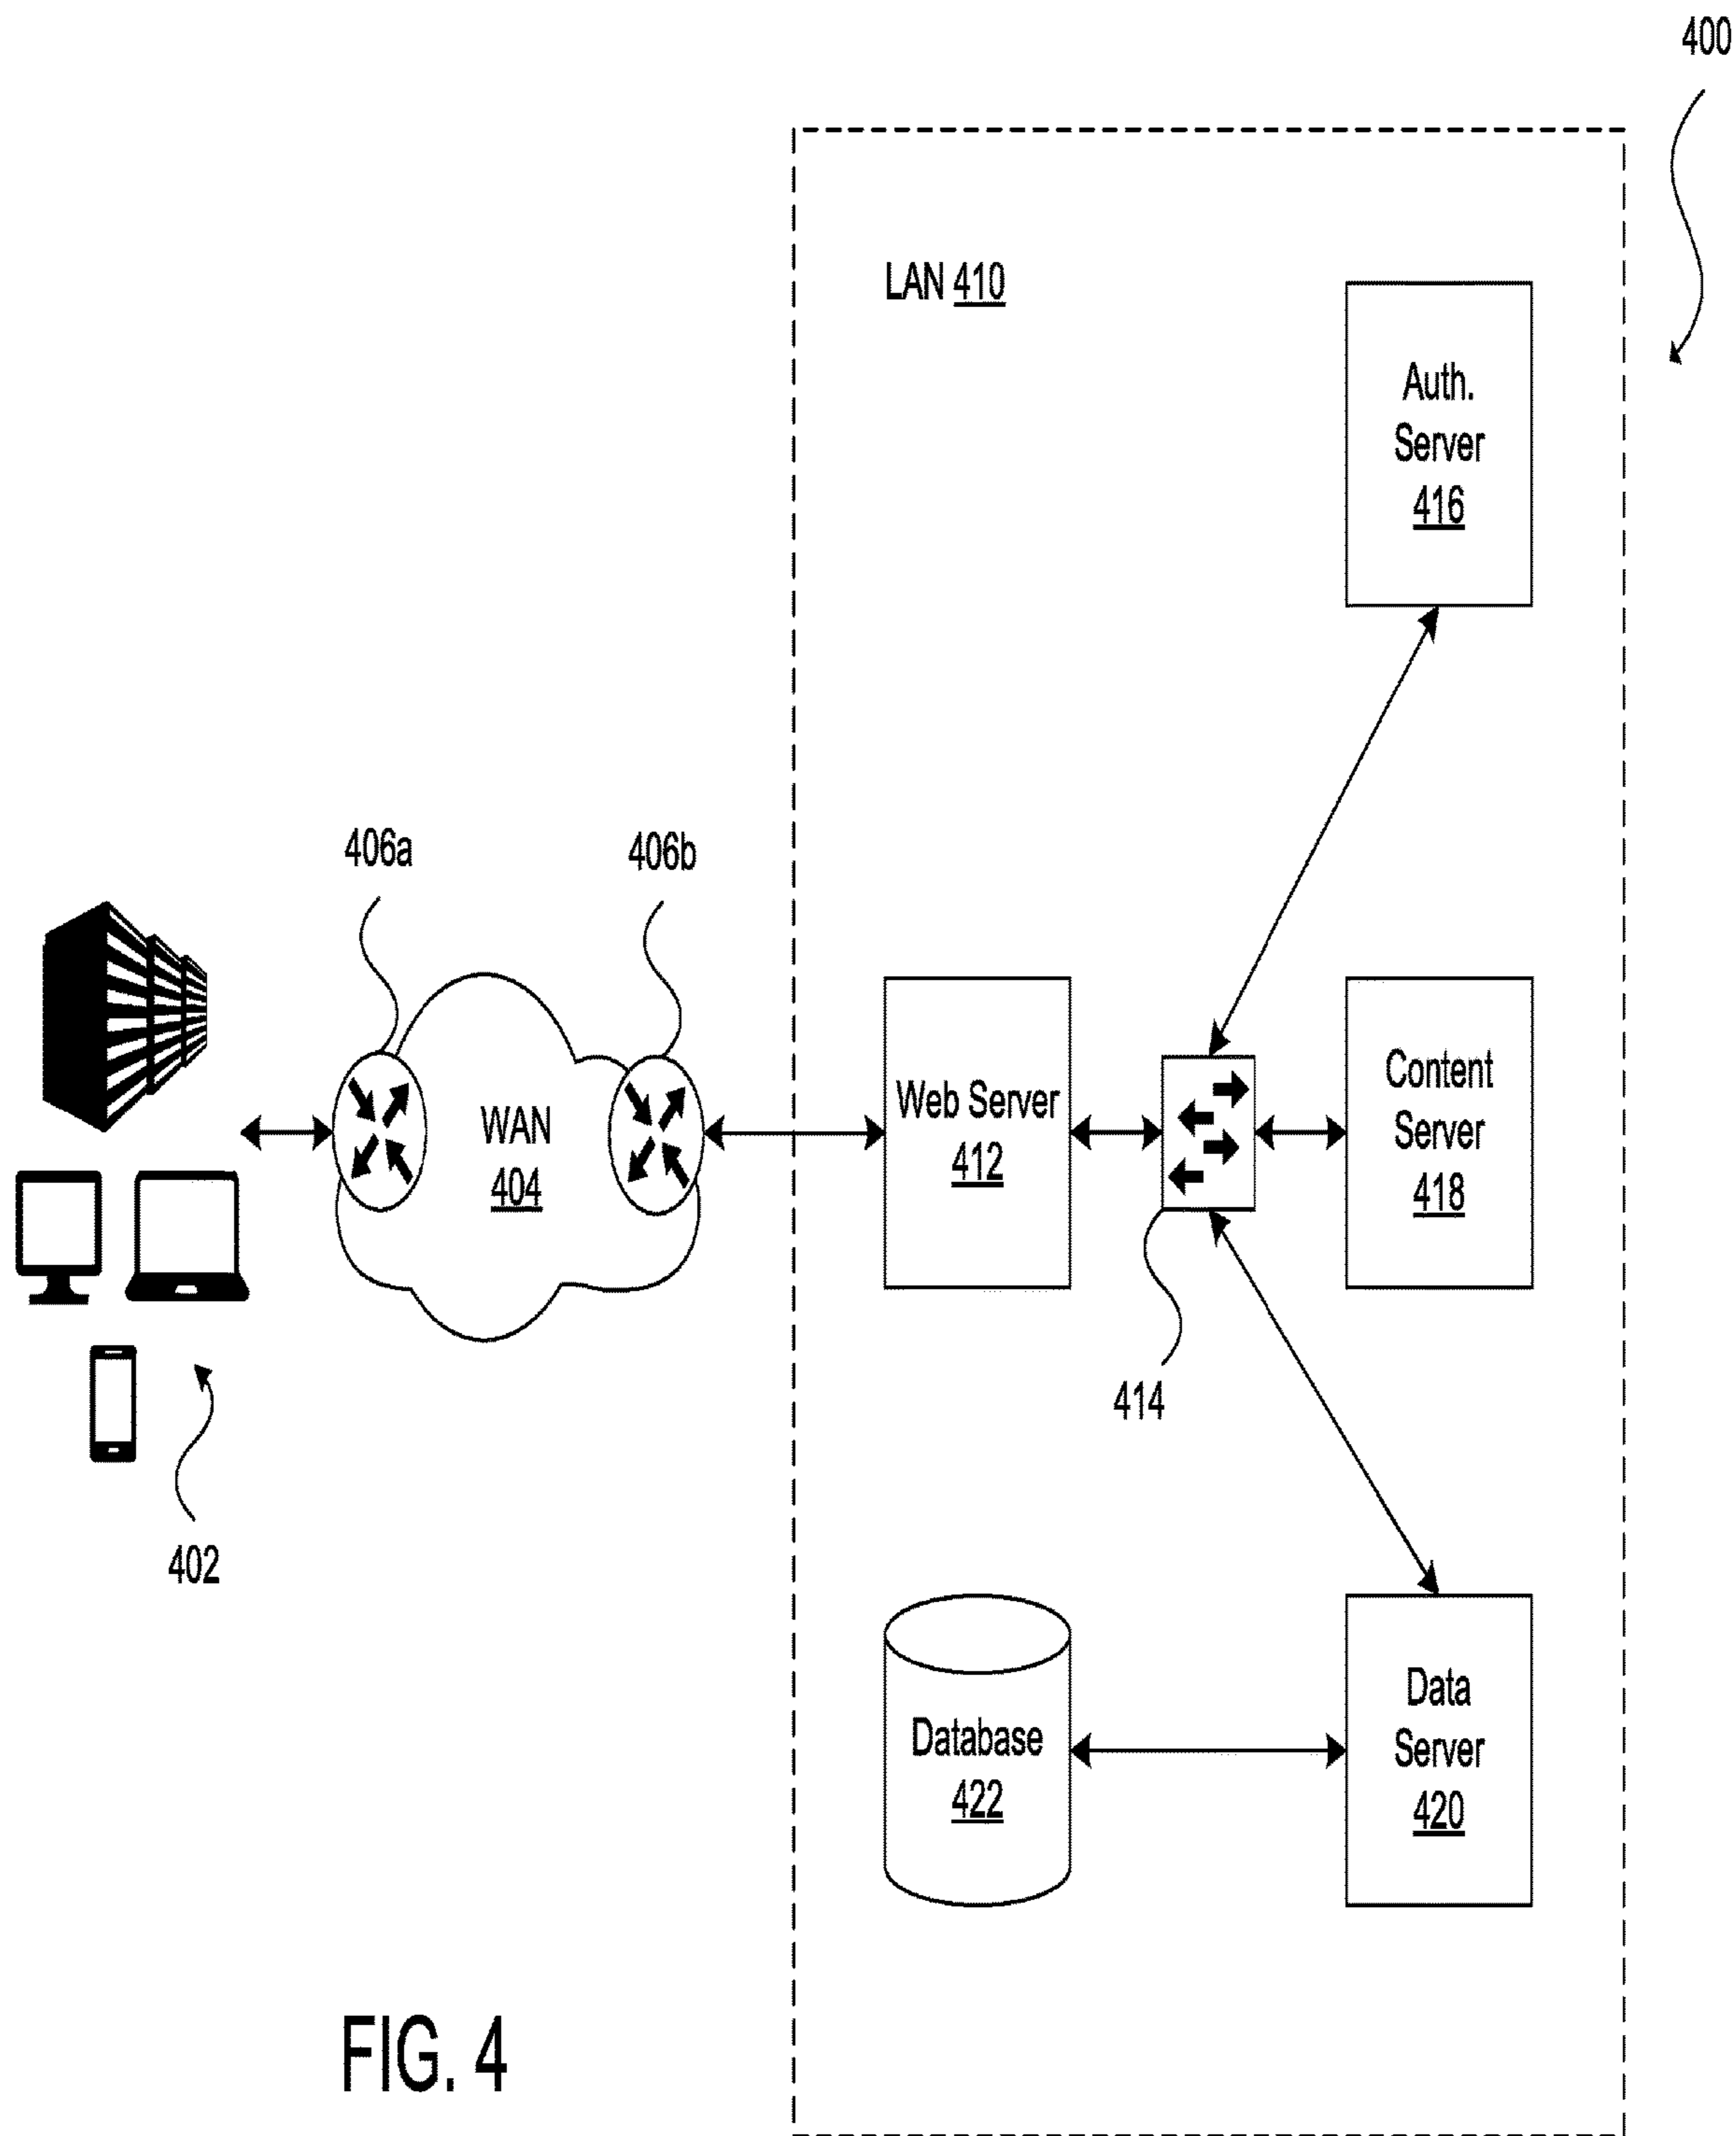 400
LAN 410
Auth.
Server
416
406a
406b
WAN
404
Web Server
412
Content
Server
418
414
402
Database
422
Data
Server
420
FIG. 4